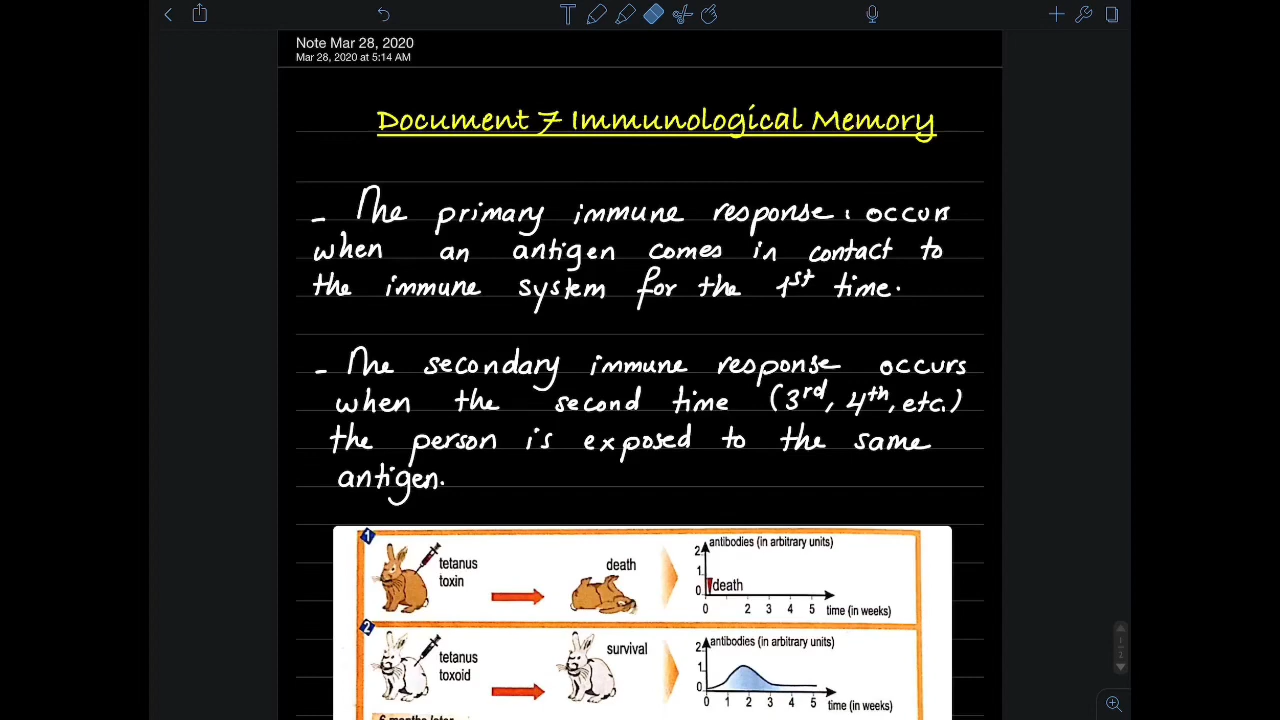 Note Mar 28, 2020
Mar 28, 2020 at 5:14 AM
Document 7 Immunological Memory
- The primary immune response: occurs
when an antigen comes in contact to
the immune system for the 1st time.
- The secondary immune response occurs
when the second time (3rd, 4th, etc.)
the person is exposed to the same
antigen.
1
tetanus
toxin
death
antibodies (in arbitrary units)
2
1
0
death
0 2 3 4 5 time (in weeks)
2
tetanus
toxoid
survival
antibodies (in arbitrary units)
2
1
0
0 1 2 3 4 5 time (in weeks)
6 months later